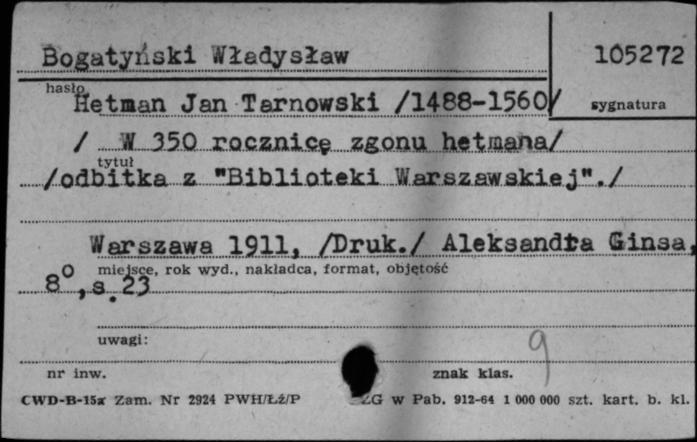 Bogatyński Władysław
105272
hasło
sygnatura
Hetman Jan Tarnowski /1488-1560/
/ W 350 rocznicę zgonu hetmana/
tytuł
/odbitka z "Biblioteki Warszawskiej"./
Warszawa 1911, /Druk./ Aleksandra Ginsa,
miejsce, rok wyd., nakładca, format, objętość
8°, s. 23
uwagi:
9
nr inw.
znak klas.
CWD-B-15a Zam. Nr 2924 PWH/Łż/P
ZG w Pab. 912-64 1 000 000 szt. kart. b. kl.